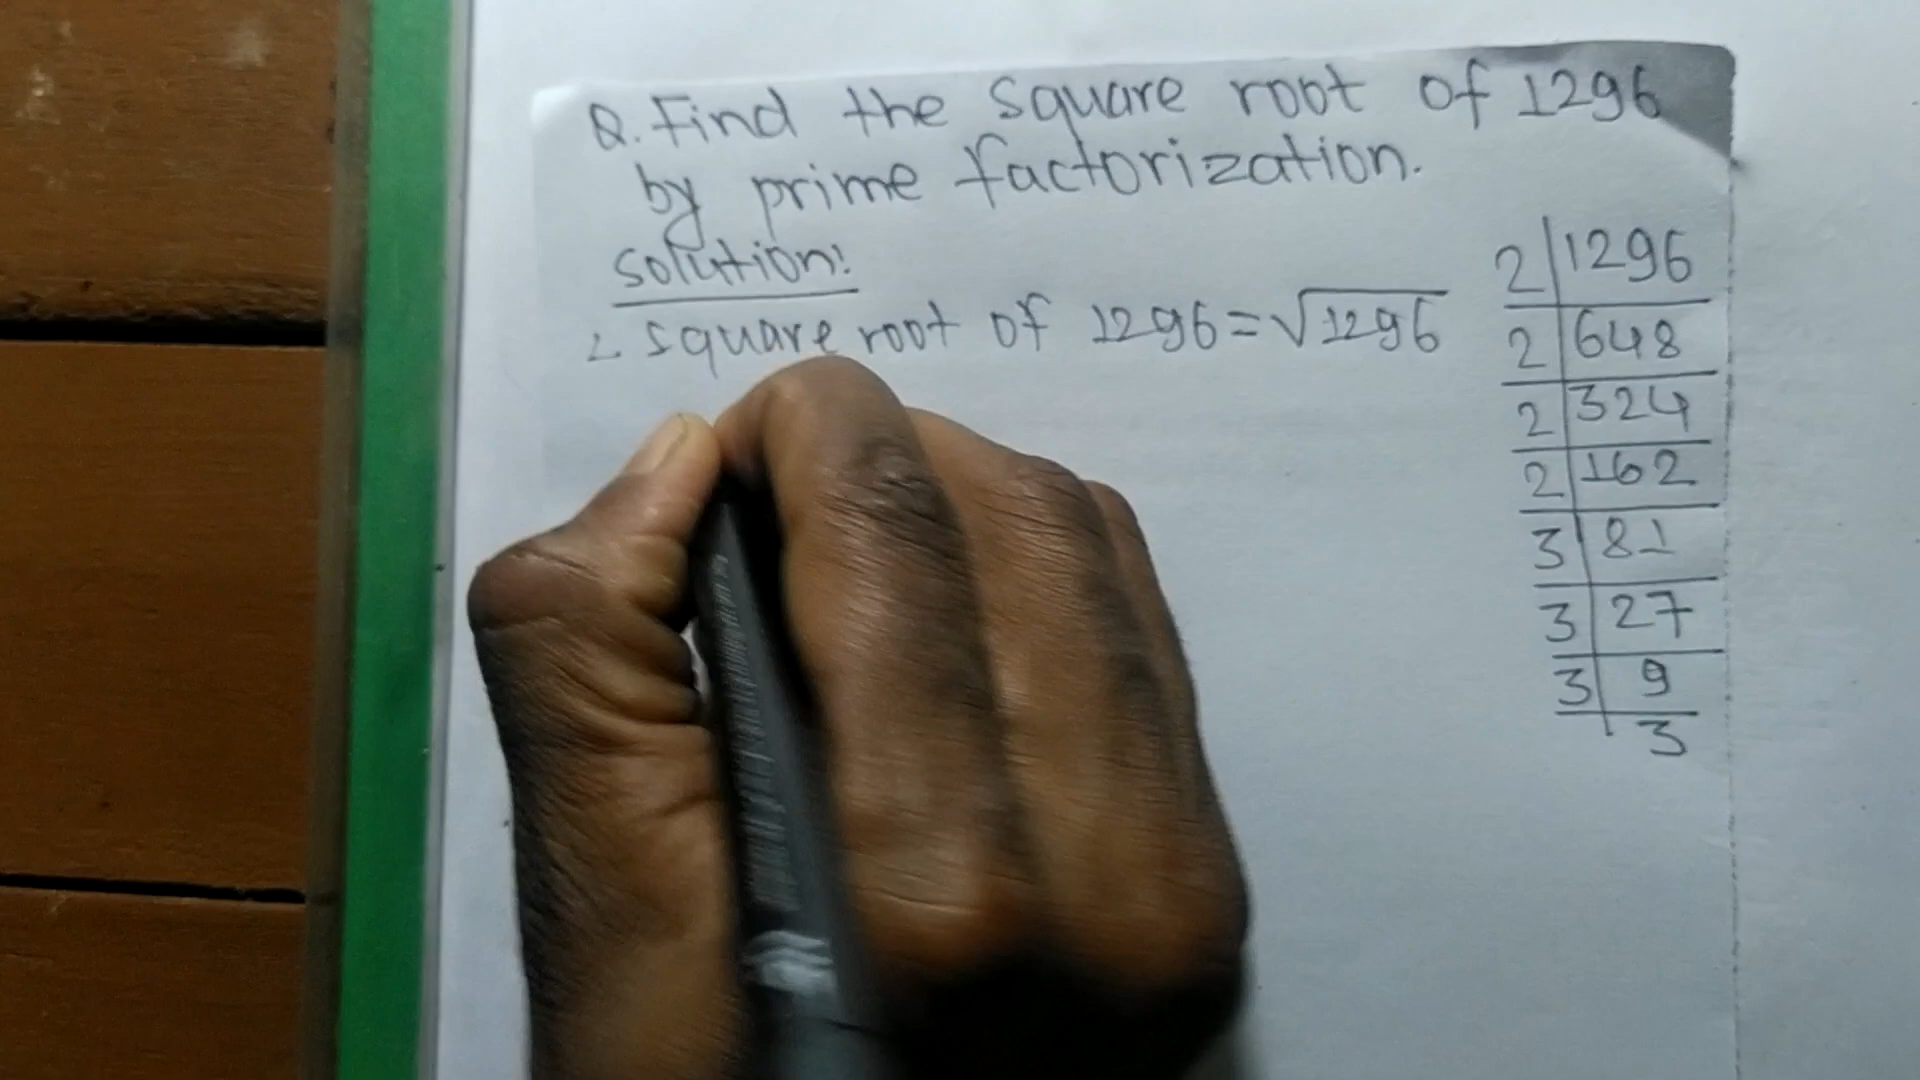 Q. Find the square root of 1296
by prime factorization.
Solution:
square root of 1296=√1296
2 1296
2 648
2 324
2 162
3 81
3 27
3 9
3